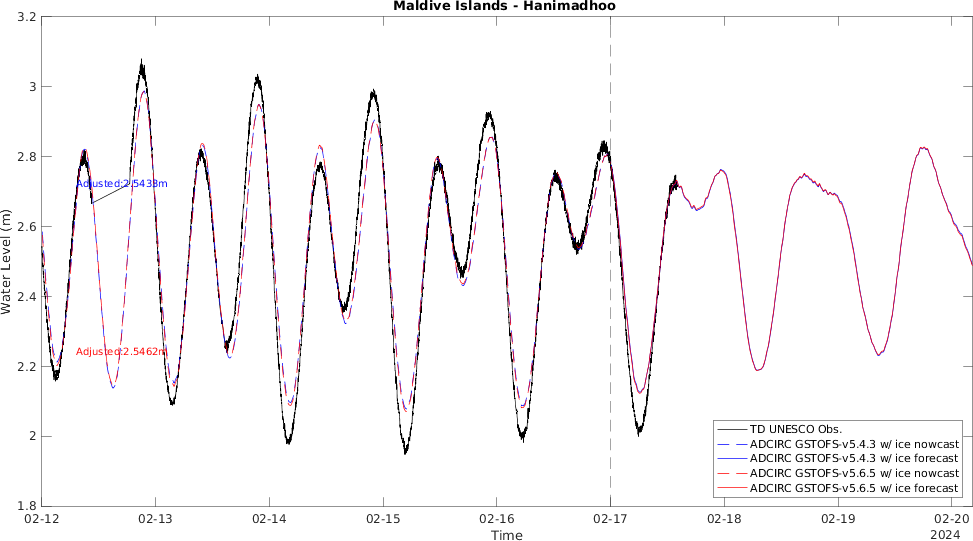 Maldive Islands - Hanimadhoo
3.2
3
2.8
2.6
2.4
2.2
2
1.8
Water Level (m)
Adjusted:2.5433m
Adjusted:2.5462m
TD UNESCO Obs.
ADCIRC GSTOFS-v5.4.3 w/ ice nowcast
ADCIRC GSTOFS-v5.4.3 w/ ice forecast
ADCIRC GSTOFS-v5.6.5 w/ ice nowcast
ADCIRC GSTOFS-v5.6.5 w/ ice forecast
02-12 02-13 02-14 02-15 02-16 02-17 02-18 02-19 02-20
Time
2024